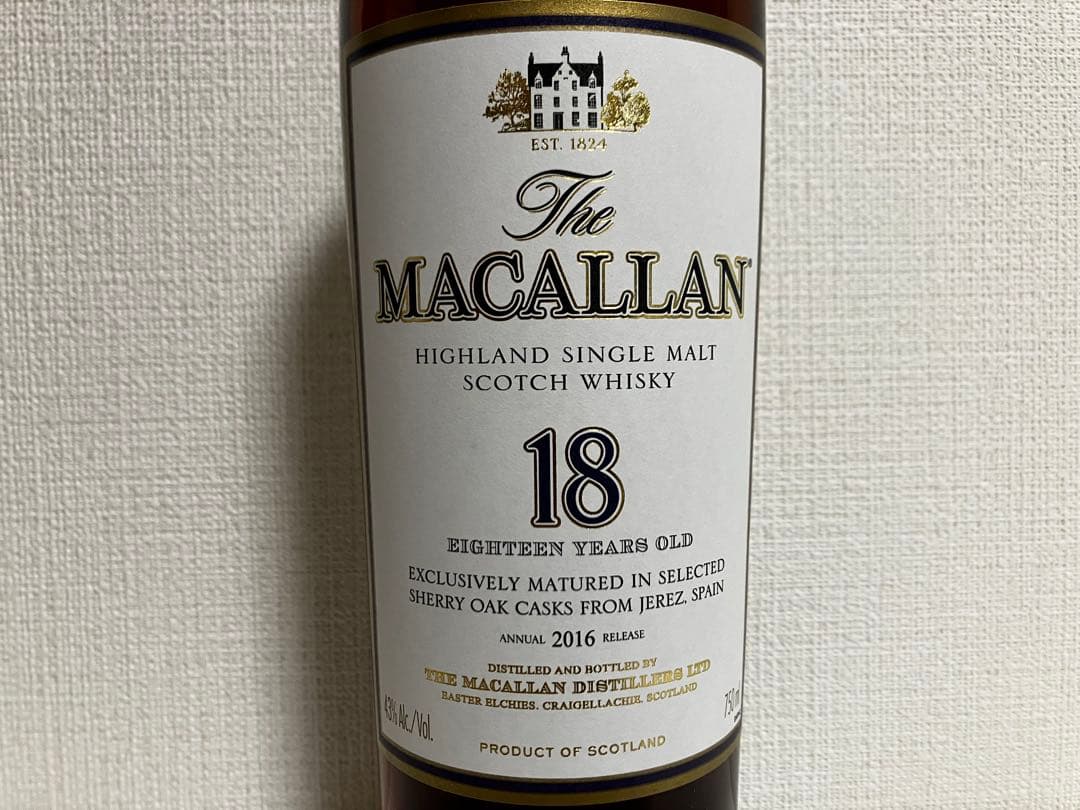 EST. 1824
The
MACALLAN
HIGHLAND SINGLE MALT
SCOTCH WHISKY
18
EIGHTEEN YEARS OLD
EXCLUSIVELY MATURED IN SELECTED
SHERRY OAK CASKS FROM JEREZ, SPAIN
ANNUAL 2016 RELEASE
DISTILLED AND BOTTLED BY
THE MACALLAN DISTILLERS LTD
EASTER ELCHIES, CRAIGELLACHIE, SCOTLAND
43% Alc./Vol.
750 ml
PRODUCT OF SCOTLAND